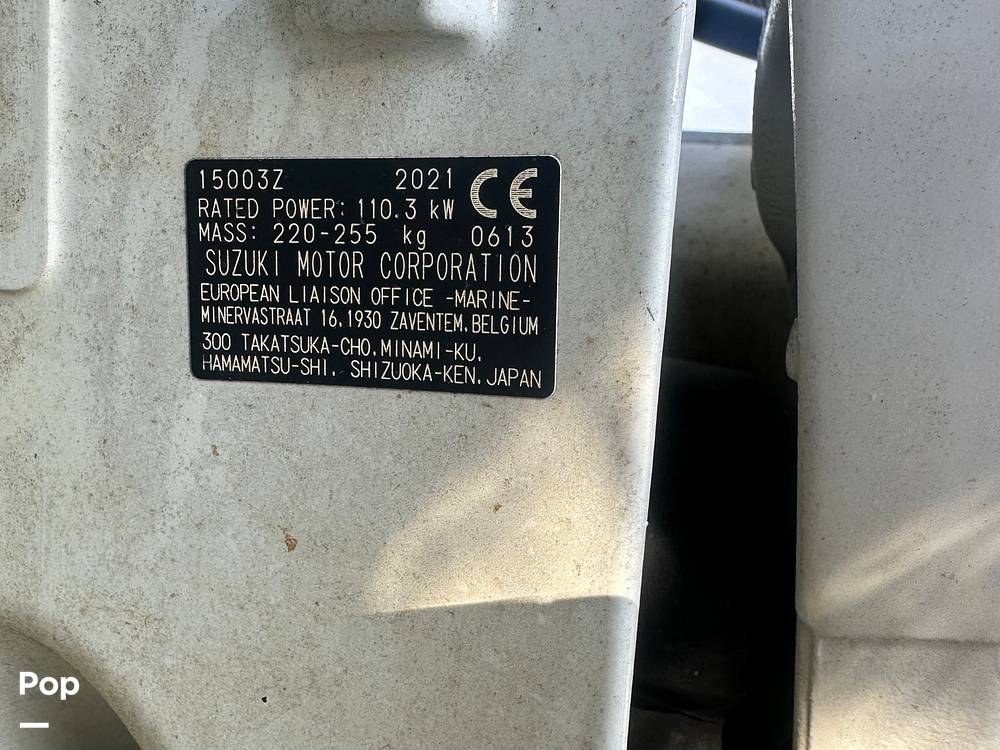 15003Z 2021 CE
RATED POWER: 110.3 kW
MASS: 220-255 kg 0613
SUZUKI MOTOR CORPORATION
EUROPEAN LIAISON OFFICE -MARINE-
MINERVASTRAAT 16.1930 ZAVENTEM.BELGIUM
300 TAKATSUKA-CHO.MINAMI-KU.
HAMAMATSU-SHI. SHIZUOKA-KEN.JAPAN
Pop